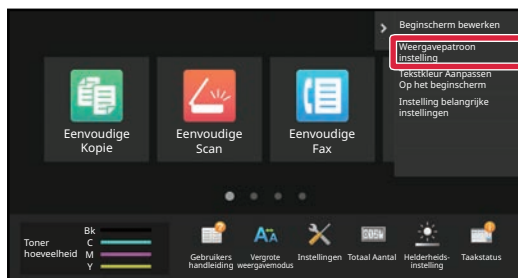 Beginscherm bewerken
Weergavepatroon
instelling
Tekstkleur Aanpassen
Op het beginscherm
Instelling belangrijke
instellingen
Eenvoudige
Kopie
Eenvoudige
Scan
Eenvoudige
Fax
Toner
hoeveelheid
Bk
C
M
Y
Gebruikers
handleiding
Vergrote
weergavemodus
Instellingen
Totaal Aantal
Helderheids-
instelling
Taakstatus